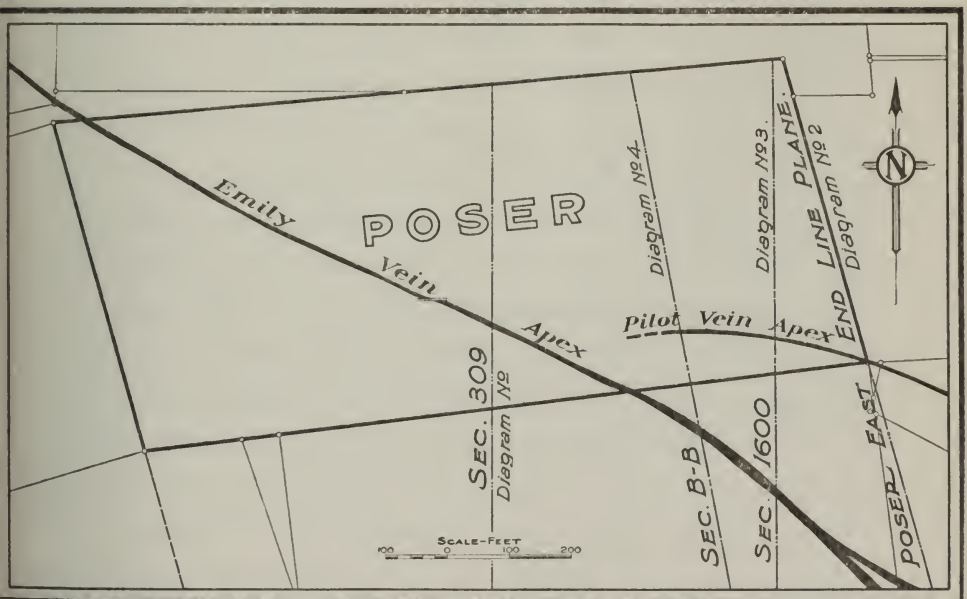 POSER
Emily Vein Apex
Pilot Vein Apex
SEC. 309
Diagram No
Diagram No 4
SEC. B-B
Diagram No 3.
SEC. 1600
END LINE PLANE.
Diagram No 2
POSER EAST
N
SCALE-FEET
100 0 100 200